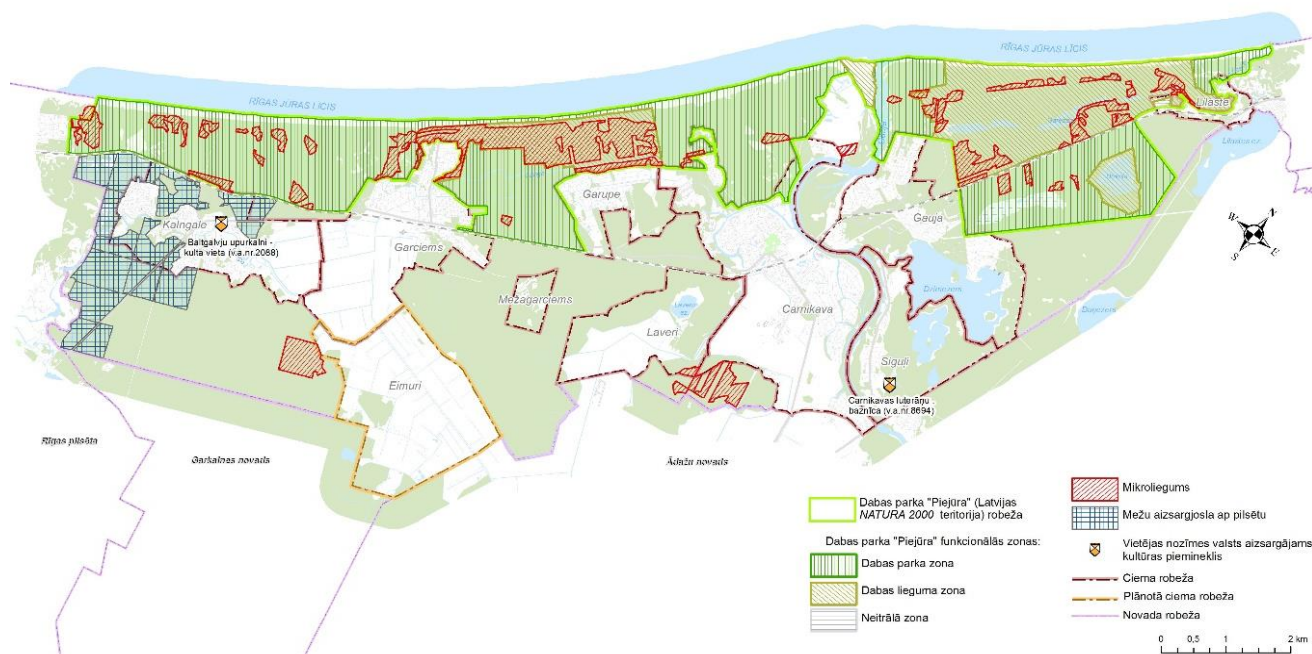 RĪGAS JŪRAS LĪCIS
RĪGAS JŪRAS LĪCIS
Lilaste
Garupe
Gauja
Kalngale
Baltgalvju upurkalni -
kulta vieta (v.a.nr.2088)
Garciems
Mežagarciems
Carnikava
Laveri
Siguļi
Eimuri
Carnikavas luterāņu
baznīca (v.a.nr.8694)
Rīgas pilsēta
Garkalnes novads
Ādažu novads
N
W
E
S
Dabas parka "Piejūra" (Latvijas
NATURA 2000 teritorija) robeža
Dabas parka "Piejūra" funkcionālās zonas:
Dabas parka zona
Dabas lieguma zona
Neitrālā zona
Mikroliegums
Mežu aizsargjosla ap pilsētu
Vietējas nozīmes valsts aizsargājams
kultūras piemineklis
Ciema robeža
Plānotā ciema robeža
Novada robeža
0 0,5 1 2 km